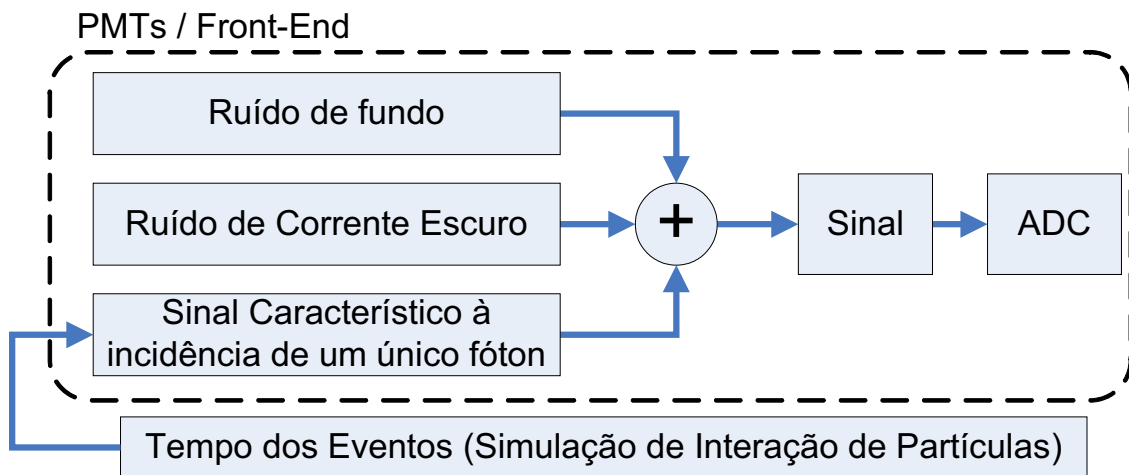 PMTs / Front-End
Ruído de fundo
Ruído de Corrente Escuro
+
Sinal
ADC
Sinal Característico à
incidência de um único fóton
Tempo dos Eventos (Simulação de Interação de Partículas)